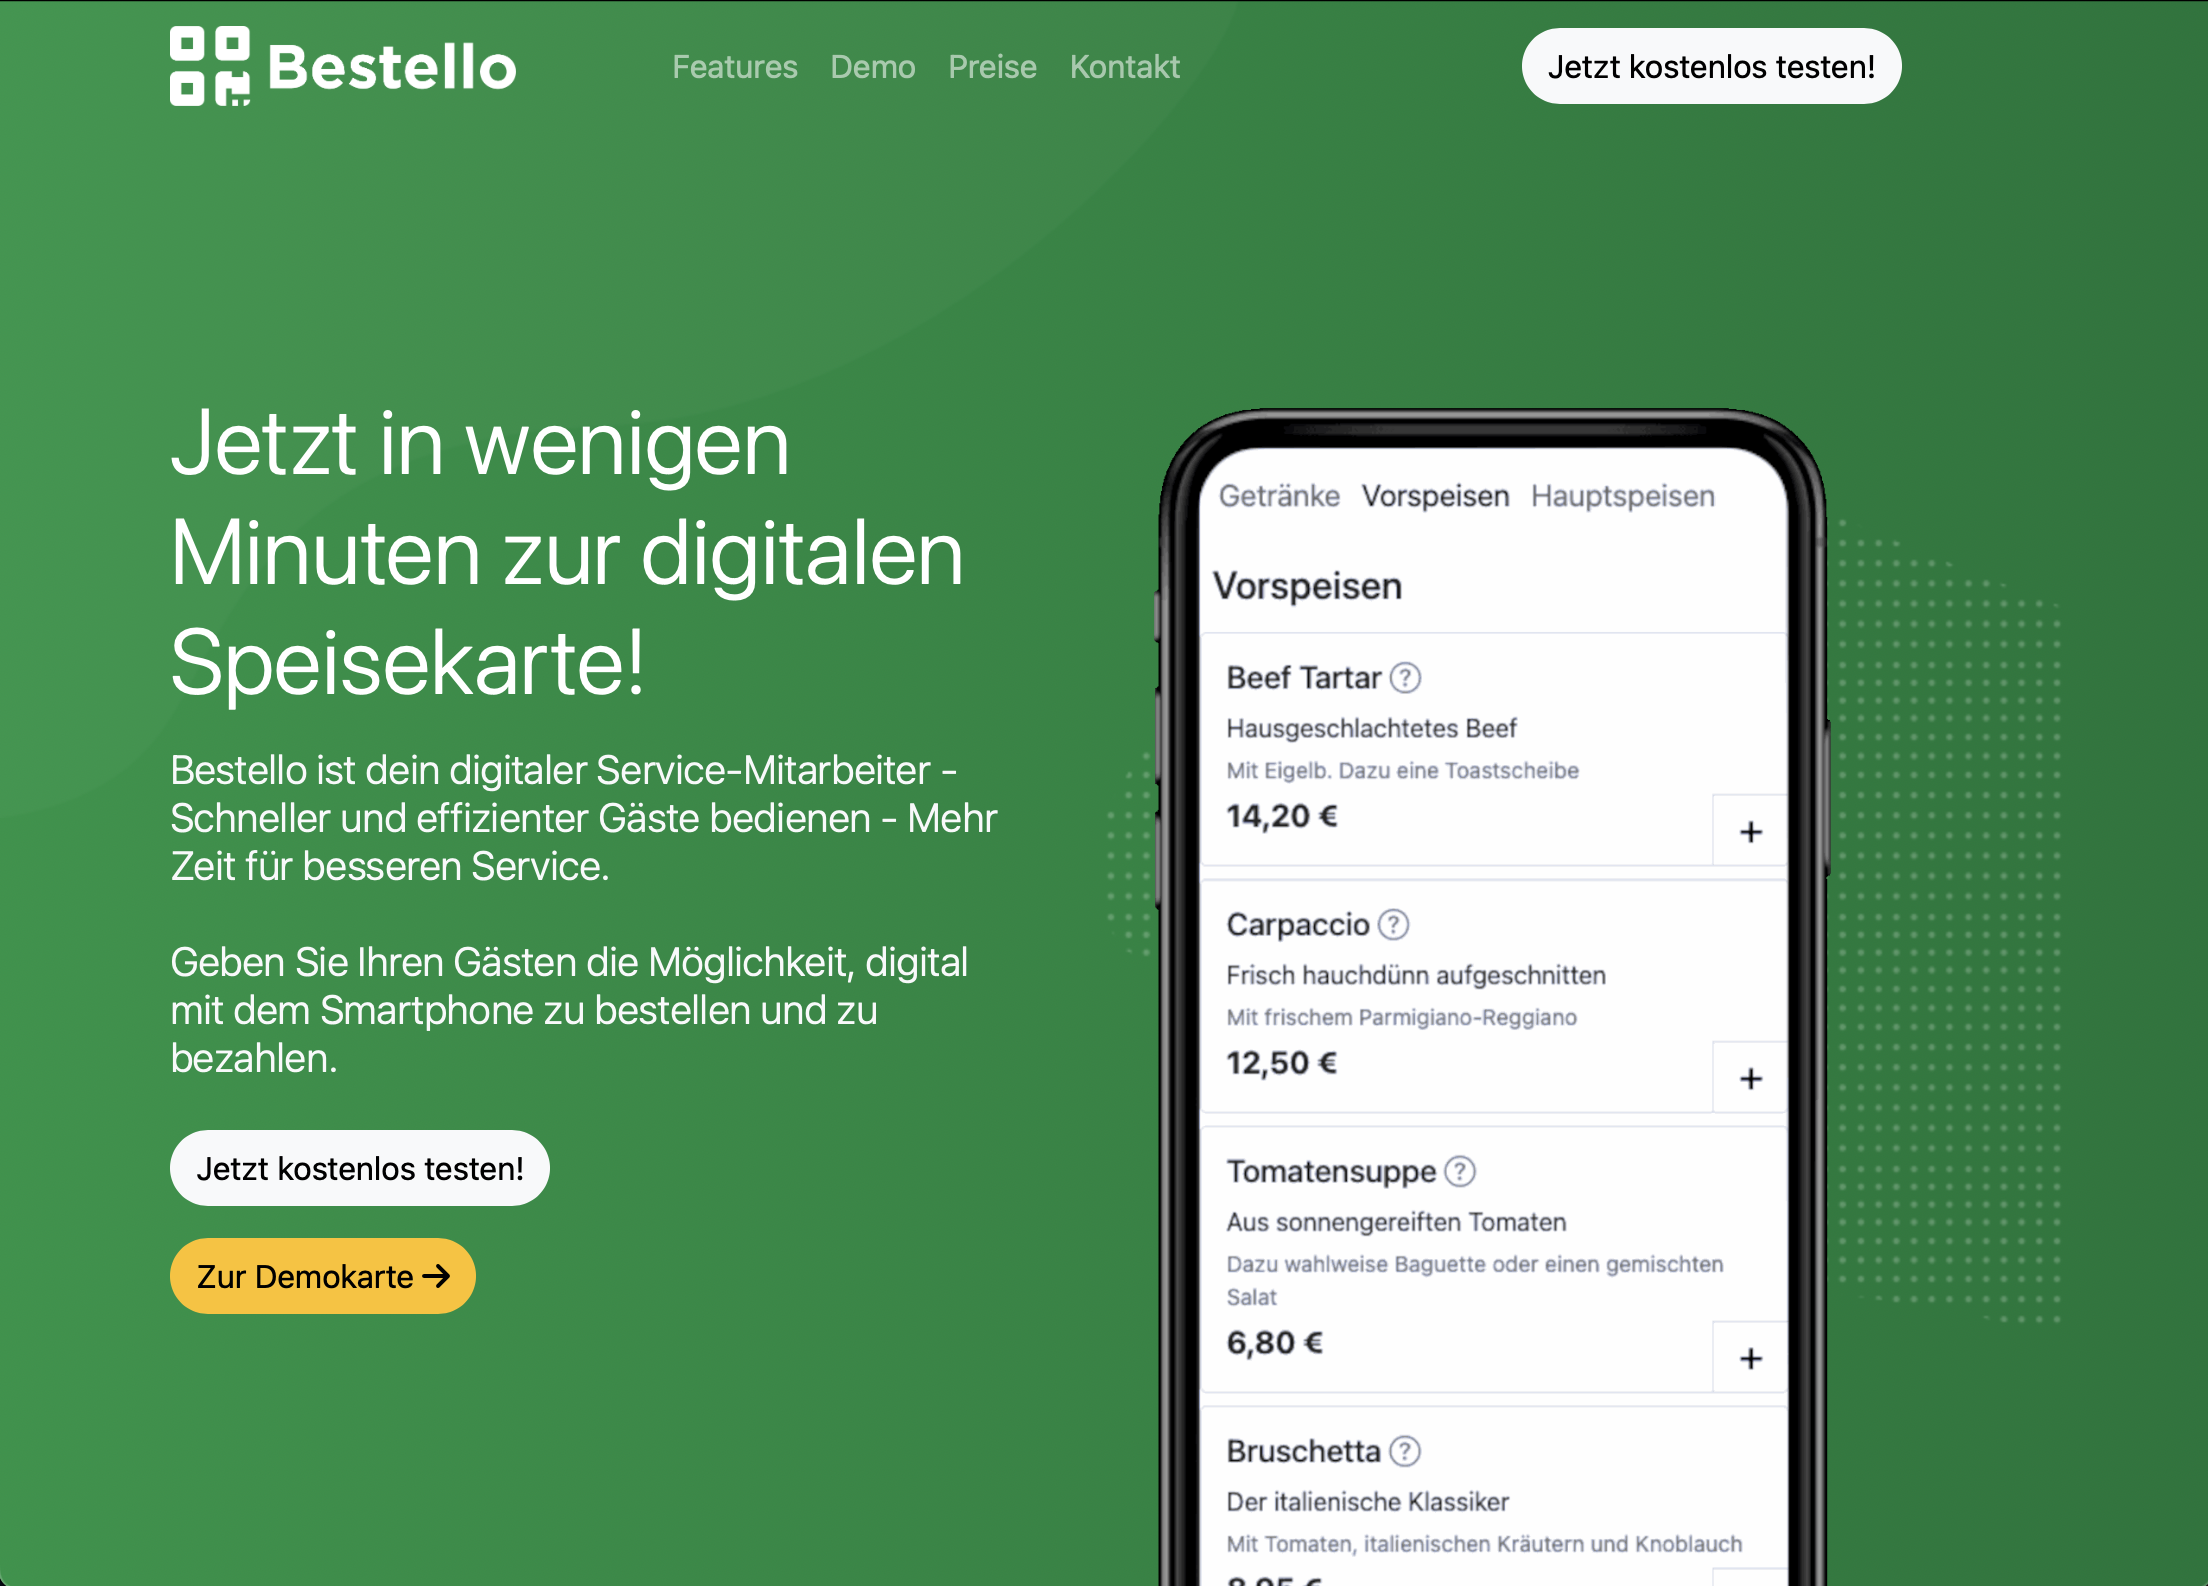 Bestello
Features Demo Preise Kontakt
Jetzt kostenlos testen!
Jetzt in wenigen
Minuten zur digitalen
Speisekarte!
Bestello ist dein digitaler Service-Mitarbeiter -
Schneller und effizienter Gäste bedienen - Mehr
Zeit für besseren Service.
Geben Sie Ihren Gästen die Möglichkeit, digital
mit dem Smartphone zu bestellen und zu
bezahlen.
Jetzt kostenlos testen!
Zur Demokarte →
Getränke Vorspeisen Hauptspeisen
Vorspeisen
Beef Tartar ?
Hausgeschlachtetes Beef
Mit Eigelb. Dazu eine Toastscheibe
14,20 €
+
Carpaccio ?
Frisch hauchdünn aufgeschnitten
Mit frischem Parmigiano-Reggiano
12,50 €
+
Tomatensuppe ?
Aus sonnengereiften Tomaten
Dazu wahlweise Baguette oder einen gemischten
Salat
6,80 €
+
Bruschetta ?
Der italienische Klassiker
Mit Tomaten, italienischen Kräutern und Knoblauch